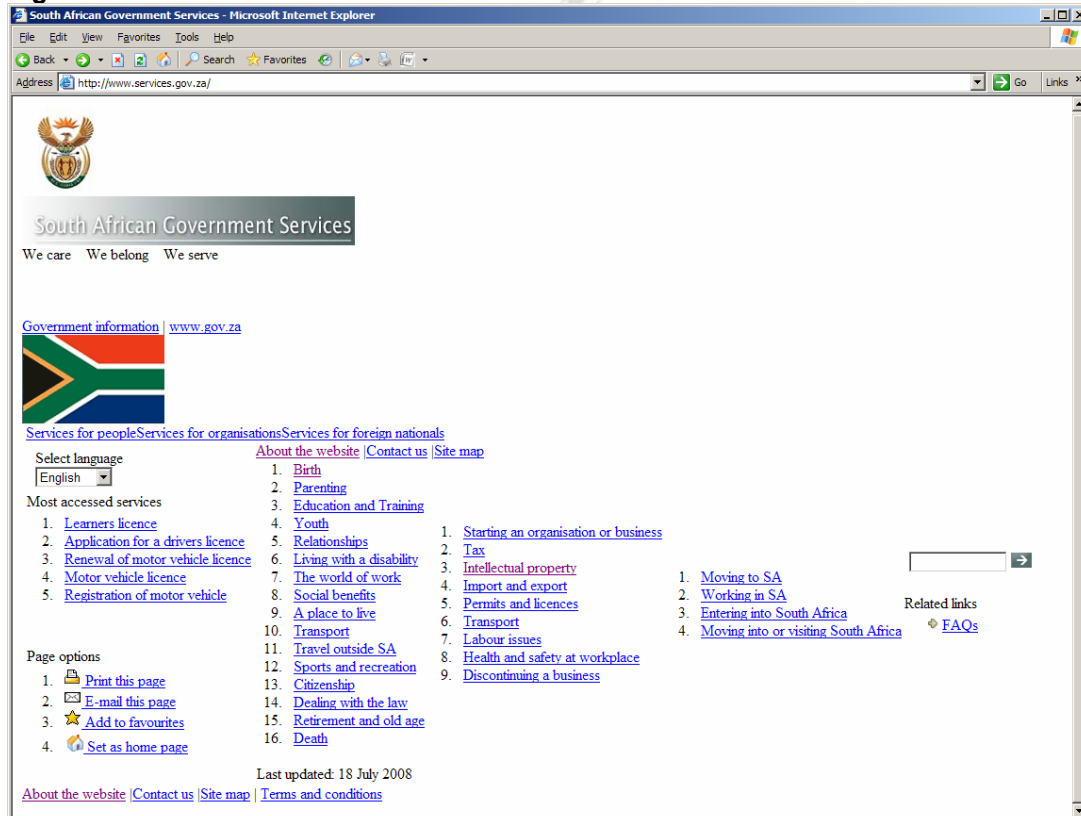 South African Government Services - Microsoft Internet Explorer
File Edit View Favorites Tools Help
Back Search Favorites
Address http://www.services.gov.za/ Go Links »
South African Government Services
We care We belong We serve
Government information | www.gov.za
Services for peopleServices for organisationsServices for foreign nationals
About the website |Contact us |Site map
Select language
English
Most accessed services
1. Learners licence
2. Application for a drivers licence
3. Renewal of motor vehicle licence
4. Motor vehicle licence
5. Registration of motor vehicle
Page options
1. Print this page
2. E-mail this page
3. Add to favourites
4. Set as home page
1. Birth
2. Parenting
3. Education and Training
4. Youth
5. Relationships
6. Living with a disability
7. The world of work
8. Social benefits
9. A place to live
10. Transport
11. Travel outside SA
12. Sports and recreation
13. Citizenship
14. Dealing with the law
15. Retirement and old age
16. Death
1. Starting an organisation or business
2. Tax
3. Intellectual property
4. Import and export
5. Permits and licences
6. Transport
7. Labour issues
8. Health and safety at workplace
9. Discontinuing a business
1. Moving to SA
2. Working in SA
3. Entering into South Africa
4. Moving into or visiting South Africa
Related links
FAQs
Last updated: 18 July 2008
About the website |Contact us |Site map | Terms and conditions